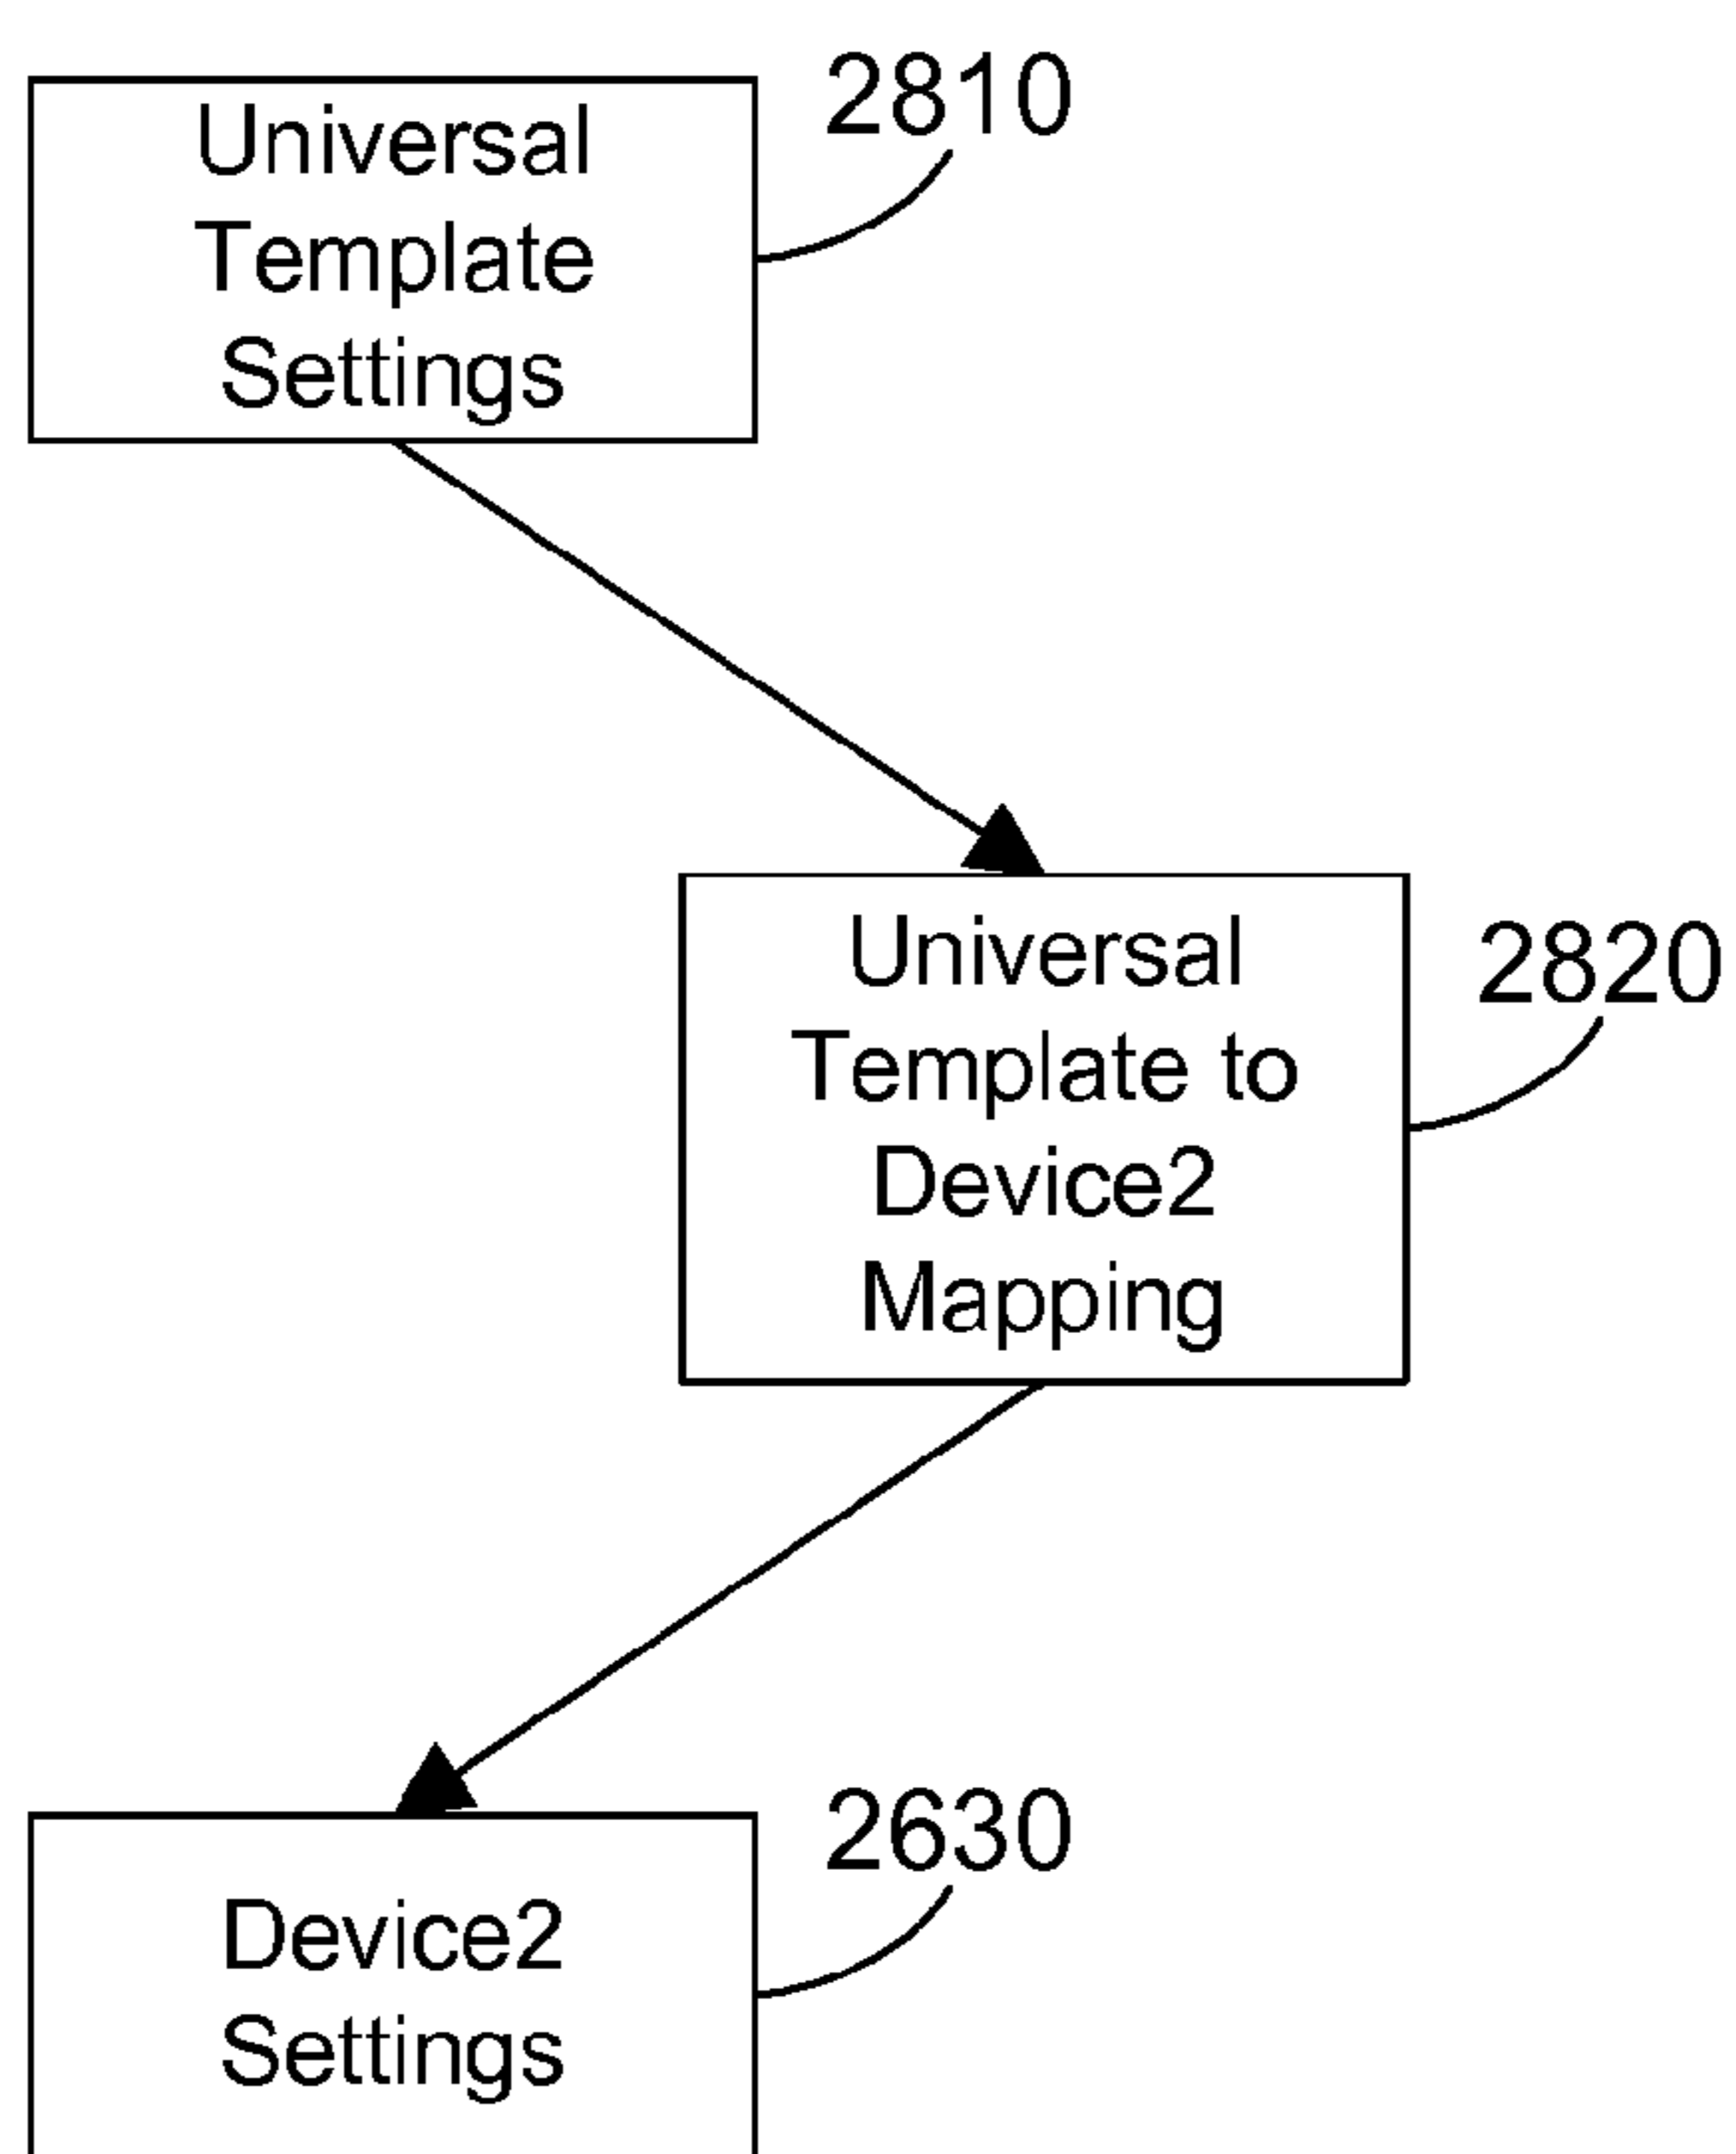 2810
Universal
Template
Settings
Universal
Template to
Device2
Mapping
2820
2630
Device2
Settings